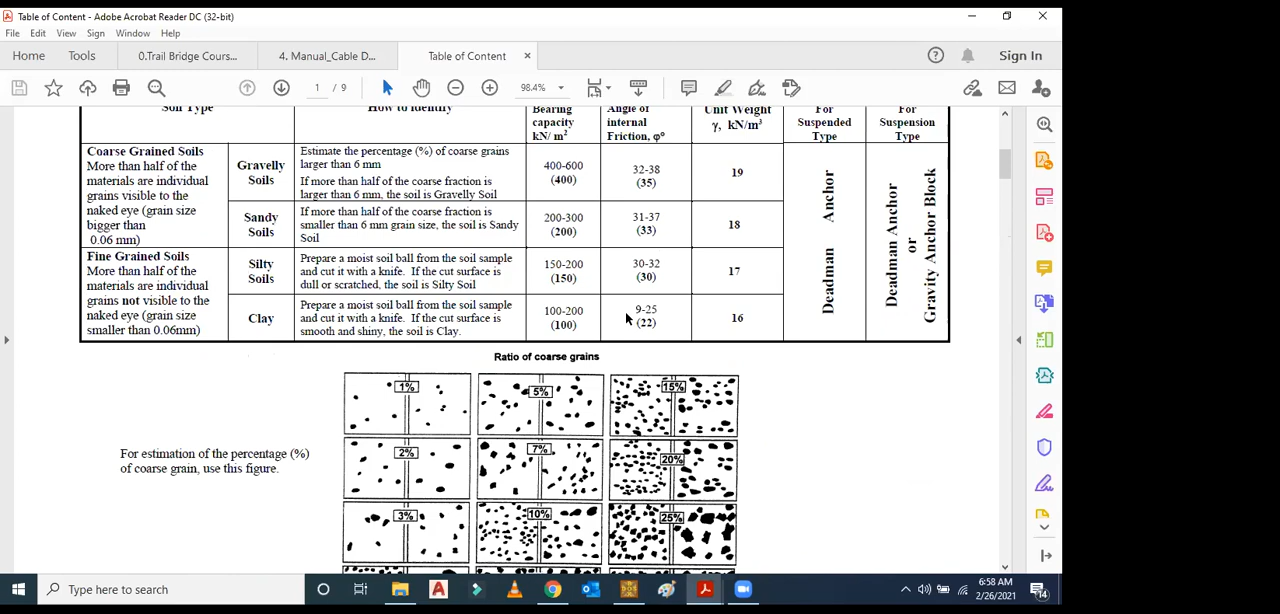 Table of Content - Adobe Acrobat Reader DC (32-bit)
File Edit View Sign Window Help
Home Tools 0.Trail Bridge Cours... 4. Manual_Cable D... Table of Content × Sign In
1 / 9 98.4%
Soil Type How to Identify Bearing capacity kN/ m² Angle of internal Friction, φ° Unit Weight γ, kN/m³ For Suspended Type For Suspension Type
Coarse Grained Soils
More than half of the
materials are individual
grains visible to the
naked eye (grain size
bigger than
0.06 mm)
Gravelly
Soils
Estimate the percentage (%) of coarse grains
larger than 6 mm
If more than half of the coarse fraction is
larger than 6 mm, the soil is Gravelly Soil
400-600
(400)
32-38
(35)
19
Sandy
Soils
If more than half of the coarse fraction is
smaller than 6 mm grain size, the soil is Sandy
Soil
200-300
(200)
31-37
(33)
18
Fine Grained Soils
More than half of the
materials are individual
grains not visible to the
naked eye (grain size
smaller than 0.06mm)
Silty
Soils
Prepare a moist soil ball from the soil sample
and cut it with a knife. If the cut surface is
dull or scratched, the soil is Silty Soil
150-200
(150)
30-32
(30)
17
Clay
Prepare a moist soil ball from the soil sample
and cut it with a knife. If the cut surface is
smooth and shiny, the soil is Clay.
100-200
(100)
9-25
(22)
16
Deadman Anchor
Deadman Anchor
or
Gravity Anchor Block
Ratio of coarse grains
1% 5% 15%
For estimation of the percentage (%)
of coarse grain, use this figure.
2% 7% 20%
3% 10% 25%
Type here to search
6:58 AM
2/26/2021
14